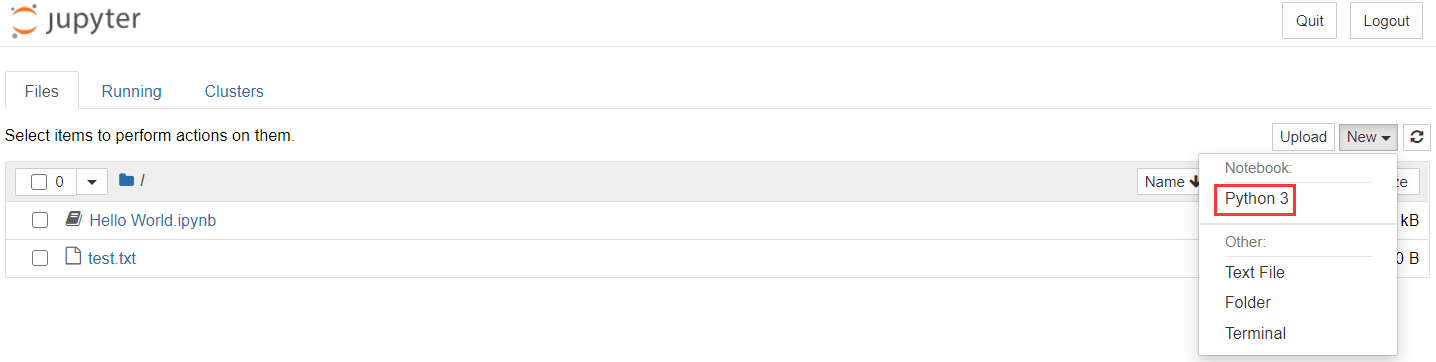 jupyter
Quit
Logout
Files
Running
Clusters
Select items to perform actions on them.
Upload
New
0
/
Name
ze
Notebook:
Python 3
Hello World.ipynb
kB
test.txt
0 B
Other:
Text File
Folder
Terminal